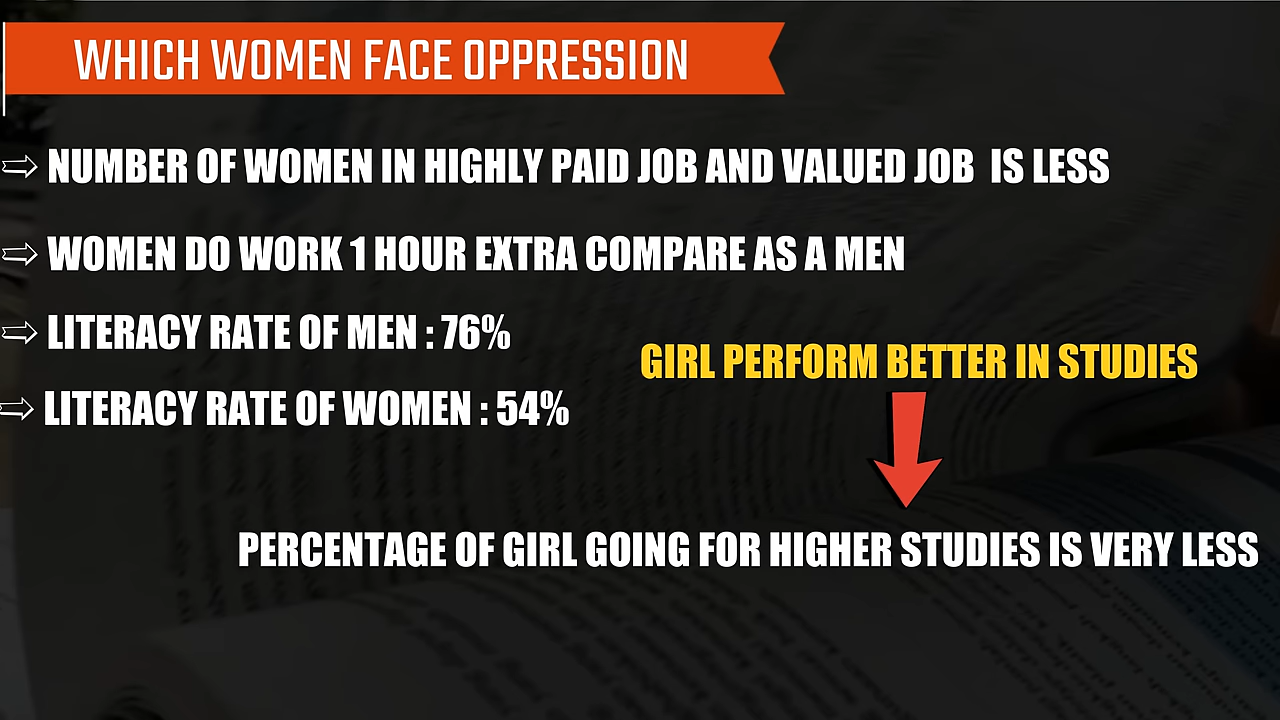 WHICH WOMEN FACE OPPRESSION
⇨ NUMBER OF WOMEN IN HIGHLY PAID JOB AND VALUED JOB IS LESS
⇨ WOMEN DO WORK 1 HOUR EXTRA COMPARE AS A MEN
⇨ LITERACY RATE OF MEN : 76%
GIRL PERFORM BETTER IN STUDIES
⇨ LITERACY RATE OF WOMEN : 54%
PERCENTAGE OF GIRL GOING FOR HIGHER STUDIES IS VERY LESS